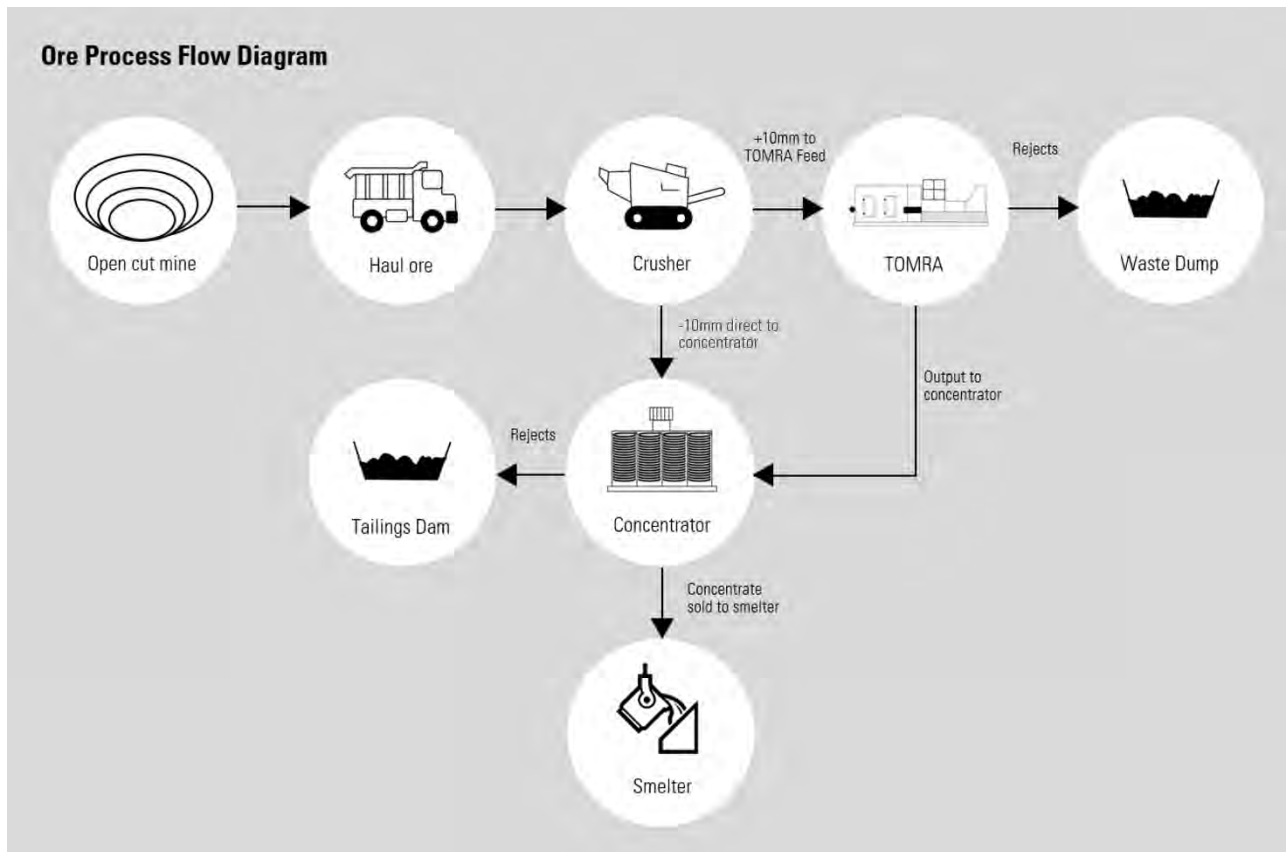 Ore Process Flow Diagram
Open cut mine
Haul ore
Crusher
+10mm to
TOMRA Feed
TOMRA
Rejects
Waste Dump
-10mm direct to
concentrator
Output to
concentrator
Rejects
Tailings Dam
Concentrator
Concentrate
sold to smelter
Smelter